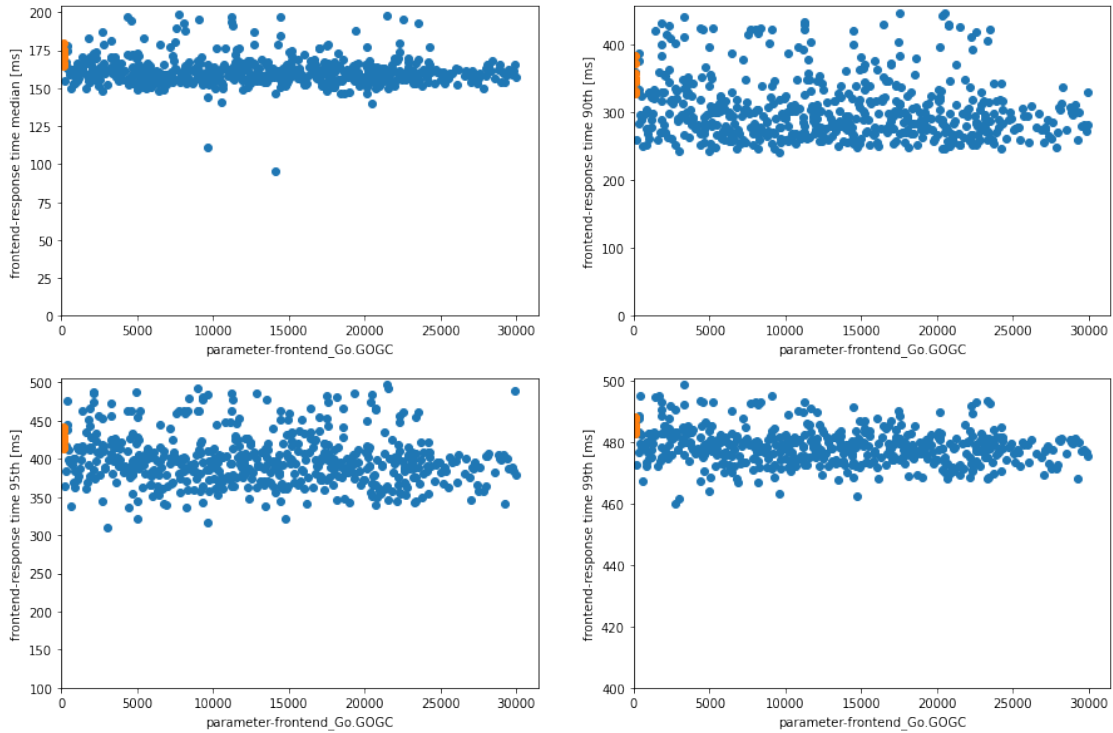 frontend-response time median [ms]
200
175
150
125
100
75
50
25
0
0 5000 10000 15000 20000 25000 30000
parameter-frontend_Go.GOGC
frontend-response time 90th [ms]
400
300
200
100
0
0 5000 10000 15000 20000 25000 30000
parameter-frontend_Go.GOGC
frontend-response time 95th [ms]
500
450
400
350
300
250
200
150
100
0 5000 10000 15000 20000 25000 30000
parameter-frontend_Go.GOGC
frontend-response time 99th [ms]
500
480
460
440
420
400
0 5000 10000 15000 20000 25000 30000
parameter-frontend_Go.GOGC